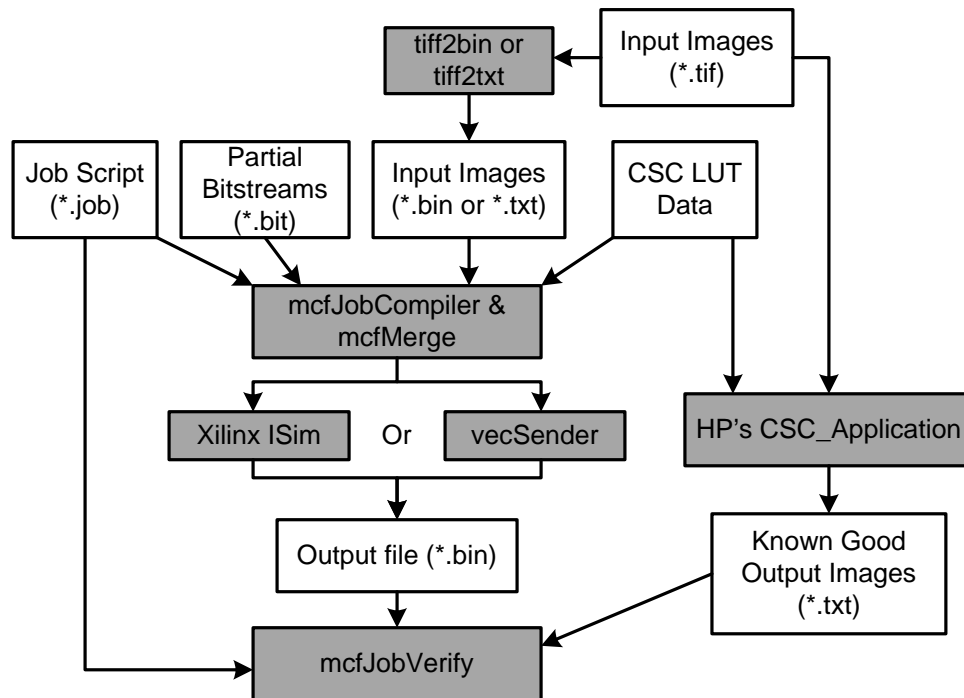 tiff2bin or
tiff2txt
Input Images
(*.tif)
Job Script
(*.job)
Partial
Bitstreams
(*.bit)
Input Images
(*.bin or *.txt)
CSC LUT
Data
mcfJobCompiler &
mcfMerge
Xilinx ISim
Or
vecSender
HP's CSC_Application
Output file (*.bin)
Known Good
Output Images
(*.txt)
mcfJobVerify